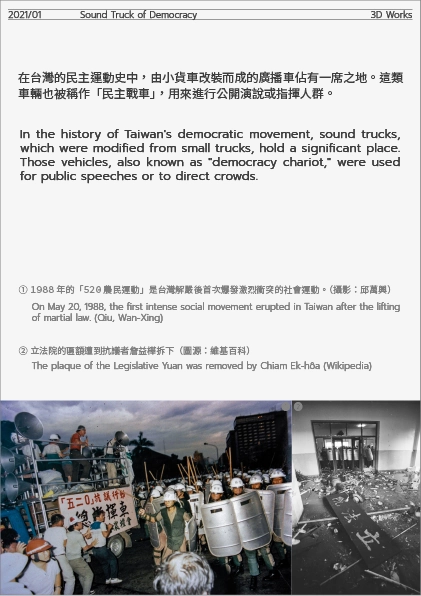 2021/01 Sound Truck of Democracy 3D Works
在台灣的民主運動史中，由小貨車改裝而成的廣播車佔有一席之地。這類
車輛也被稱作「民主戰車」，用來進行公開演說或指揮人群。
In the history of Taiwan's democratic movement, sound trucks,
which were modified from small trucks, hold a significant place.
Those vehicles, also known as "democracy chariot," were used
for public speeches or to direct crowds.
① 1988 年的「520 農民運動」是台灣解嚴後首次爆發激烈衝突的社會運動。（攝影：邱萬興）
On May 20, 1988, the first intense social movement erupted in Taiwan after the lifting
of martial law. (Qiu, Wan-Xing)
② 立法院的匾額遭到抗議者詹益樺拆下（圖源：維基百科）
The plaque of the Legislative Yuan was removed by Chiam Ek-hôa (Wikipedia)
「五二〇」抗議行動
總指揮車
立